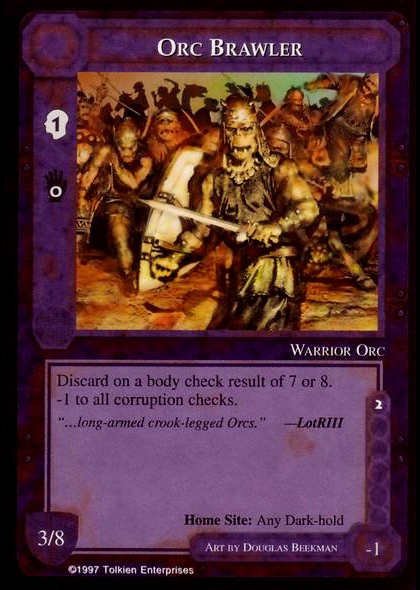 Orc Brawler
1
0
Warrior Orc
Discard on a body check result of 7 or 8.
-1 to all corruption checks.
“...long-armed crook-legged Orcs.” —LotRIII
2
Home Site: Any Dark-hold
3/8
Art by Douglas Beekman
-1
©1997 Tolkien Enterprises